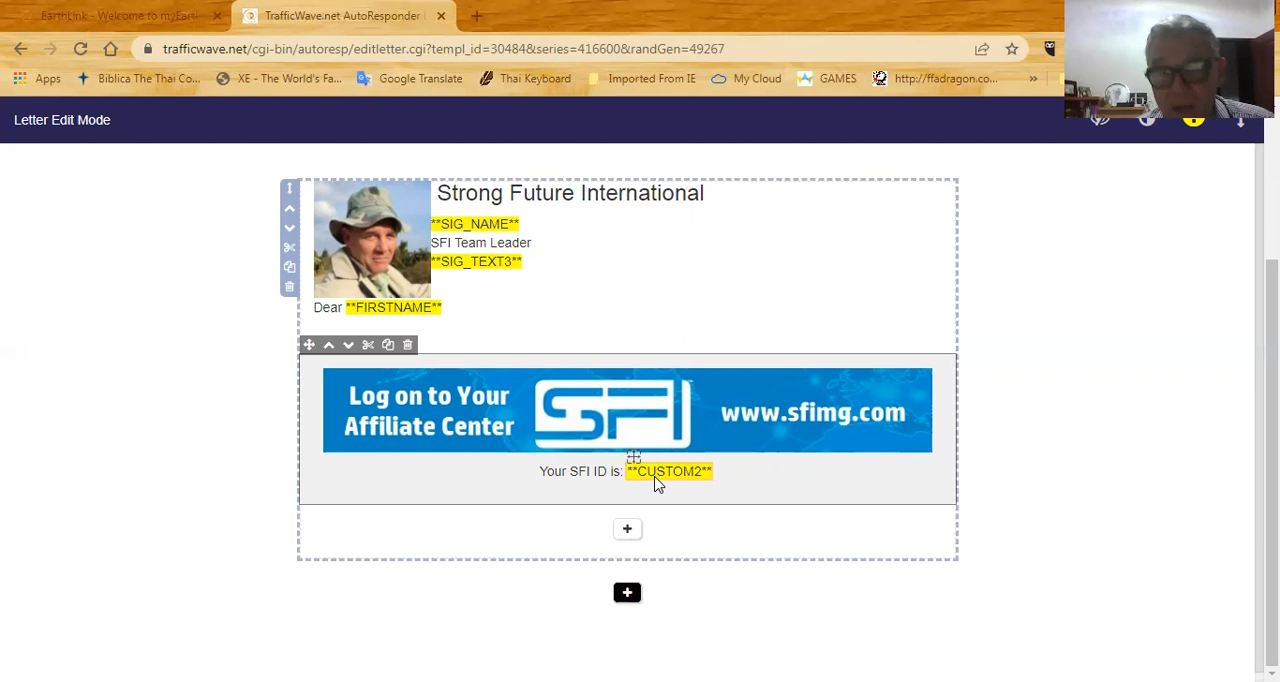 EarthLink - Welcome to myEart
TrafficWave.net AutoResponder
trafficwave.net/cgi-bin/autoresp/editletter.cgi?templ_id=30484&series=416600&randGen=49267
Apps
Biblica The Thai Co...
XE - The World's Fa...
Google Translate
Thai Keyboard
Imported From IE
My Cloud
GAMES
http://ffadragon.co...
»
Letter Edit Mode
Strong Future International
**SIG_NAME**
SFI Team Leader
**SIG_TEXT3**
Dear **FIRSTNAME**
Log on to Your
Affiliate Center
SFI
www.sfimg.com
Your SFI ID is: **CUSTOM2**